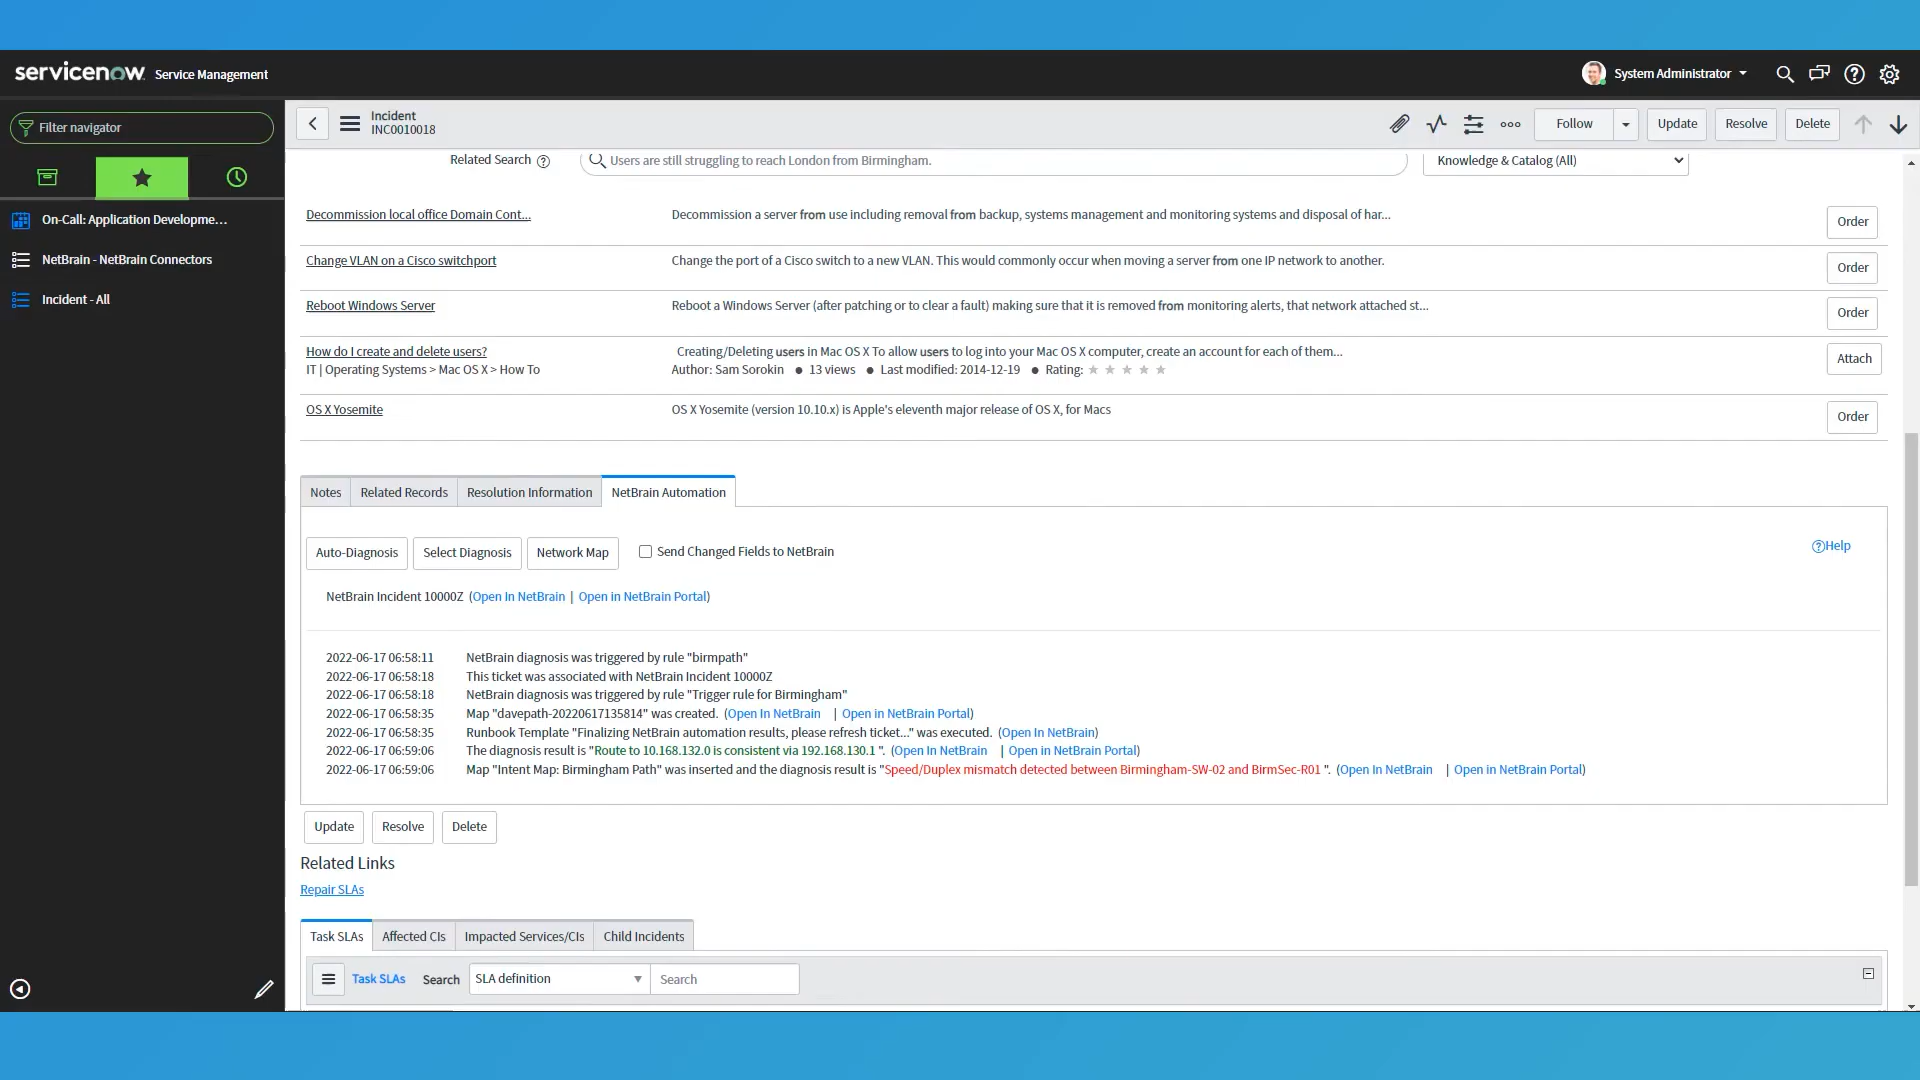 servicenow Service Management
System Administrator
Filter navigator
On-Call: Application Developme...
NetBrain - NetBrain Connectors
Incident - All
Incident
INC0010018
Follow
Update
Resolve
Delete
Related Search
Users are still struggling to reach London from Birmingham.
Knowledge & Catalog (All)
Decommission local office Domain Cont... Decommission a server from use including removal from backup, systems management and monitoring systems and disposal of har... Order
Change VLAN on a Cisco switchport Change the port of a Cisco switch to a new VLAN. This would commonly occur when moving a server from one IP network to another. Order
Reboot Windows Server Reboot a Windows Server (after patching or to clear a fault) making sure that it is removed from monitoring alerts, that network attached st... Order
How do I create and delete users? Creating/Deleting users in Mac OS X To allow users to log into your Mac OS X computer, create an account for each of them... Attach
IT | Operating Systems > Mac OS X > How To Author: Sam Sorokin ● 13 views ● Last modified: 2014-12-19 ● Rating: ★ ★ ★ ★ ★
OS X Yosemite OS X Yosemite (version 10.10.x) is Apple's eleventh major release of OS X, for Macs Order
Notes Related Records Resolution Information NetBrain Automation
Auto-Diagnosis Select Diagnosis Network Map Send Changed Fields to NetBrain
Help
NetBrain Incident 10000Z (Open In NetBrain | Open in NetBrain Portal)
2022-06-17 06:58:11 NetBrain diagnosis was triggered by rule "birmpath"
2022-06-17 06:58:18 This ticket was associated with NetBrain Incident 10000Z
2022-06-17 06:58:18 NetBrain diagnosis was triggered by rule "Trigger rule for Birmingham"
2022-06-17 06:58:35 Map "davepath-20220617135814" was created. (Open In NetBrain | Open in NetBrain Portal)
2022-06-17 06:58:35 Runbook Template "Finalizing NetBrain automation results, please refresh ticket..." was executed. (Open In NetBrain)
2022-06-17 06:59:06 The diagnosis result is "Route to 10.168.132.0 is consistent via 192.168.130.1 ". (Open In NetBrain | Open in NetBrain Portal)
2022-06-17 06:59:06 Map "Intent Map: Birmingham Path" was inserted and the diagnosis result is "Speed/Duplex mismatch detected between Birmingham-SW-02 and BirmSec-R01 ". (Open In NetBrain | Open in NetBrain Portal)
Update Resolve Delete
Related Links
Repair SLAs
Task SLAs Affected CIs Impacted Services/CIs Child Incidents
Task SLAs Search SLA definition Search